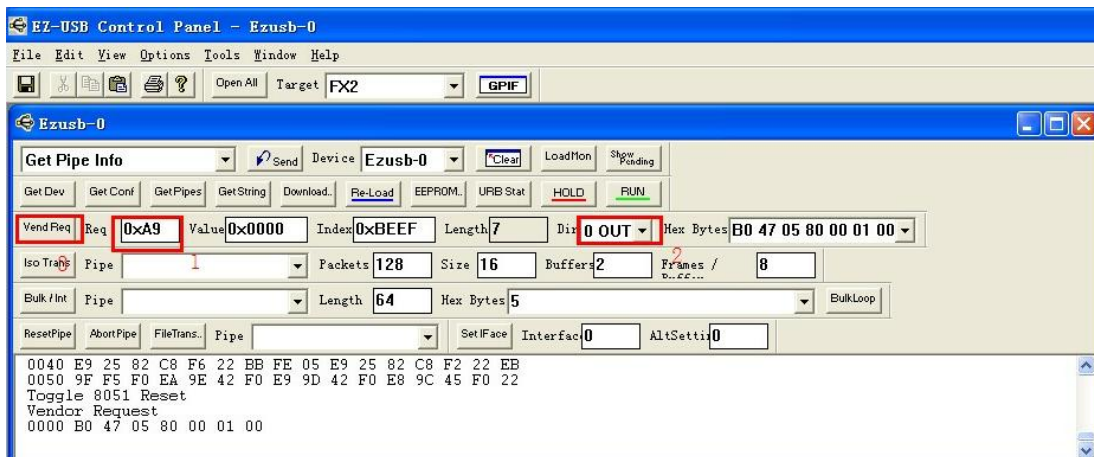 EZ-USB Control Panel - Ezusb-0
File Edit View Options Tools Window Help
Open All Target FX2 GPIF
Ezusb-0
Get Pipe Info Send Device Ezusb-0 Clear LoadMon Show Pending
Get Dev Get Conf Get Pipes Get String Download.. Re-Load EEPROM.. URB Stat HOLD RUN
Vend Req Req 0xA9 Value 0x0000 Index 0xBEEF Length 7 Dir 0 OUT Hex Bytes B0 47 05 80 00 01 00
Iso Trans 3 Pipe 1 Packets 128 Size 16 Buffers 2 2 Frames / 8
Bulk / Int Pipe Length 64 Hex Bytes 5 BulkLoop
ResetPipe AbortPipe FileTrans.. Pipe Set IFace Interfac 0 AltSettin 0
0040 E9 25 82 C8 F6 22 BB FE 05 E9 25 82 C8 F2 22 EB
0050 9F F5 F0 EA 9E 42 F0 E9 9D 42 F0 E8 9C 45 F0 22
Toggle 8051 Reset
Vendor Request
0000 B0 47 05 80 00 01 00